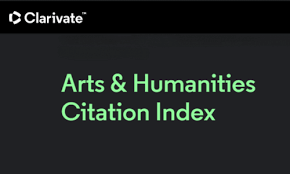 Clarivate™
Arts & Humanities
Citation Index